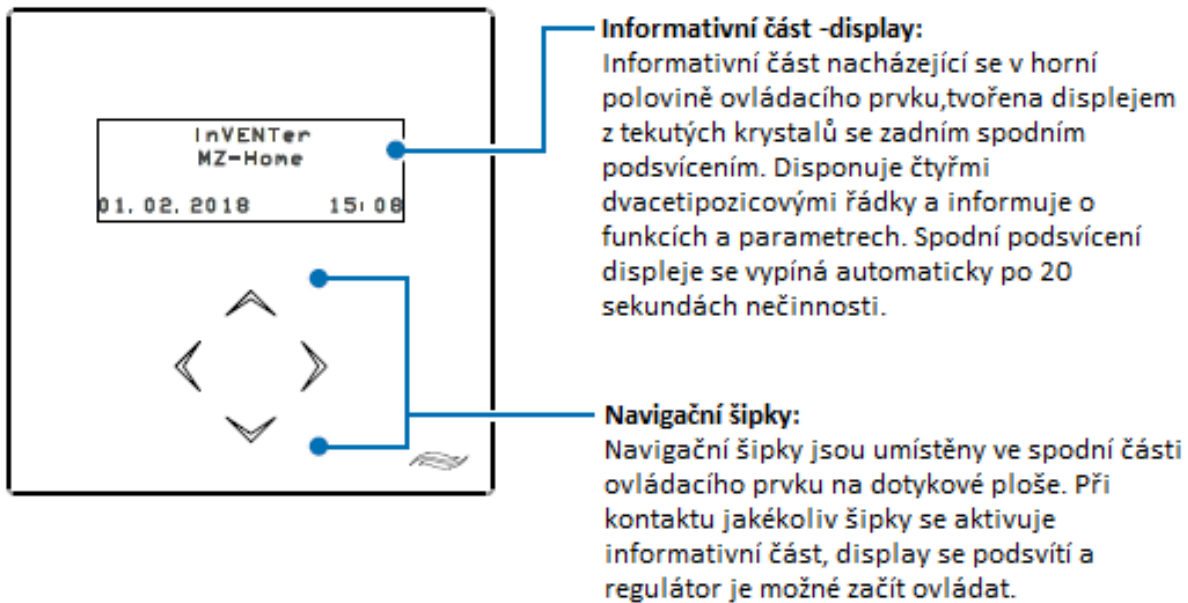 InVENTer
MZ-Home
01.02.2018 15:08
Informativní část -display:
Informativní část nacházející se v horní
polovině ovládacího prvku,tvořena displejem
z tekutých krystalů se zadním spodním
podsvícením. Disponuje čtyřmi
dvacetipozicovými řádky a informuje o
funkcích a parametrech. Spodní podsvícení
displeje se vypíná automaticky po 20
sekundách nečinnosti.
Navigační šipky:
Navigační šipky jsou umístěny ve spodní části
ovládacího prvku na dotykové ploše. Při
kontaktu jakékoliv šipky se aktivuje
informativní část, display se podsvítí a
regulátor je možné začít ovládat.